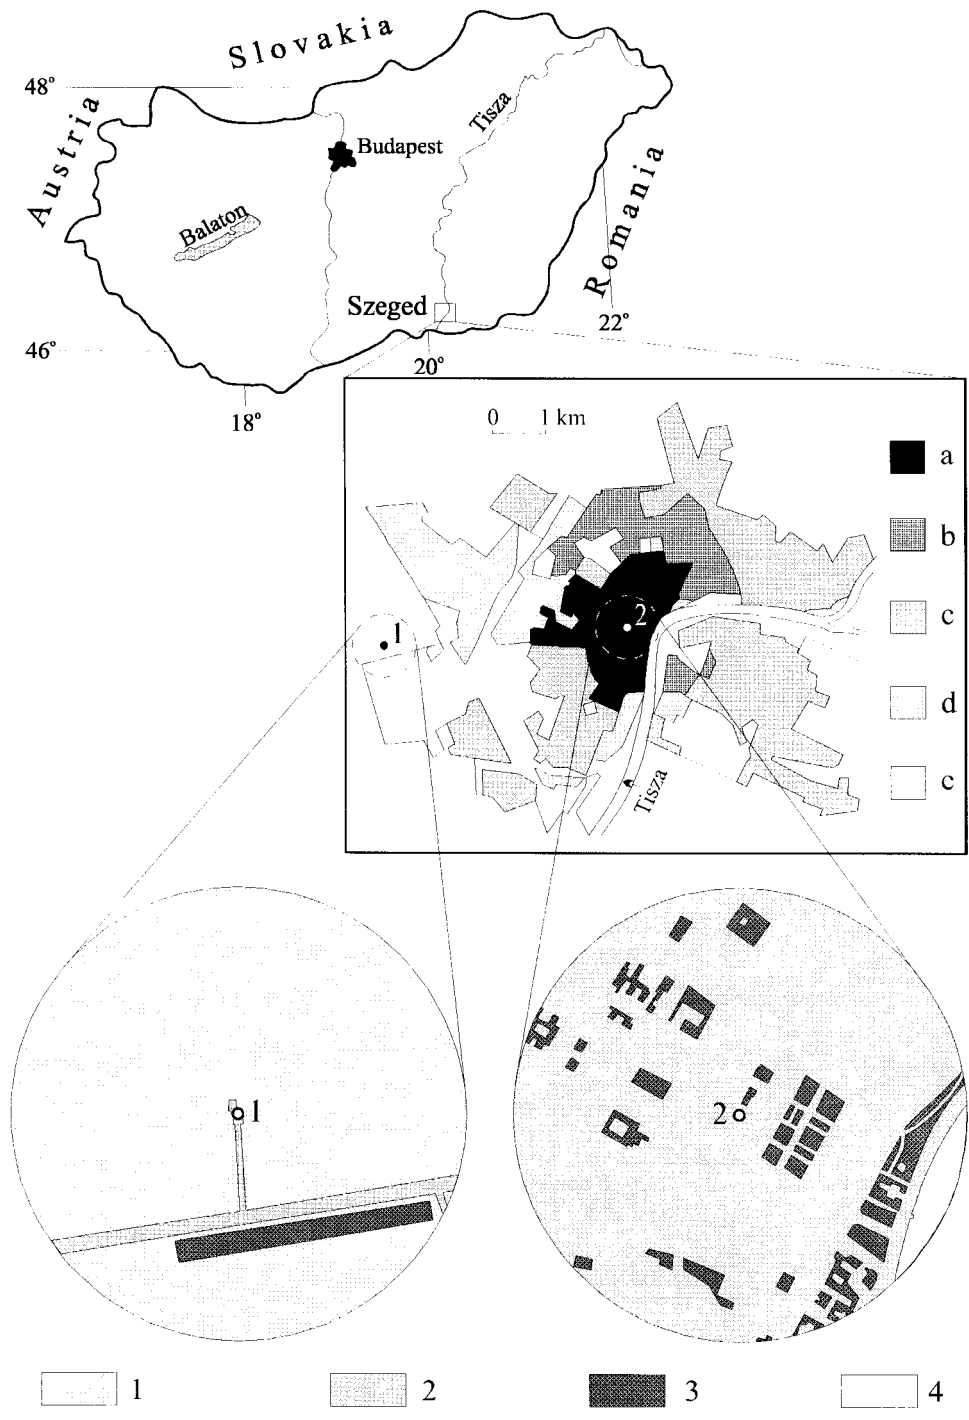 Slovakia
48°
Austria
Tisza
Budapest
Romania
Balaton
Szeged
22°
46°
20°
18°
0 1 km
a
b
c
d
c
1
2
Tisza
1
2
1
2
3
4